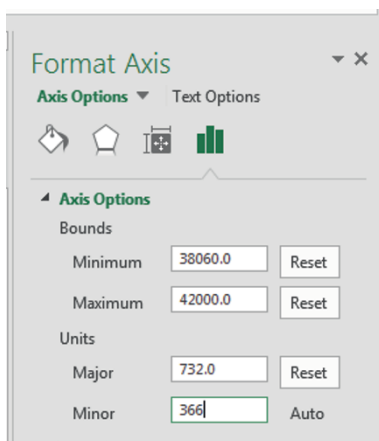 Format Axis
Axis Options Text Options
Axis Options
Bounds
Minimum 38060.0 Reset
Maximum 42000.0 Reset
Units
Major 732.0 Reset
Minor 366 Auto